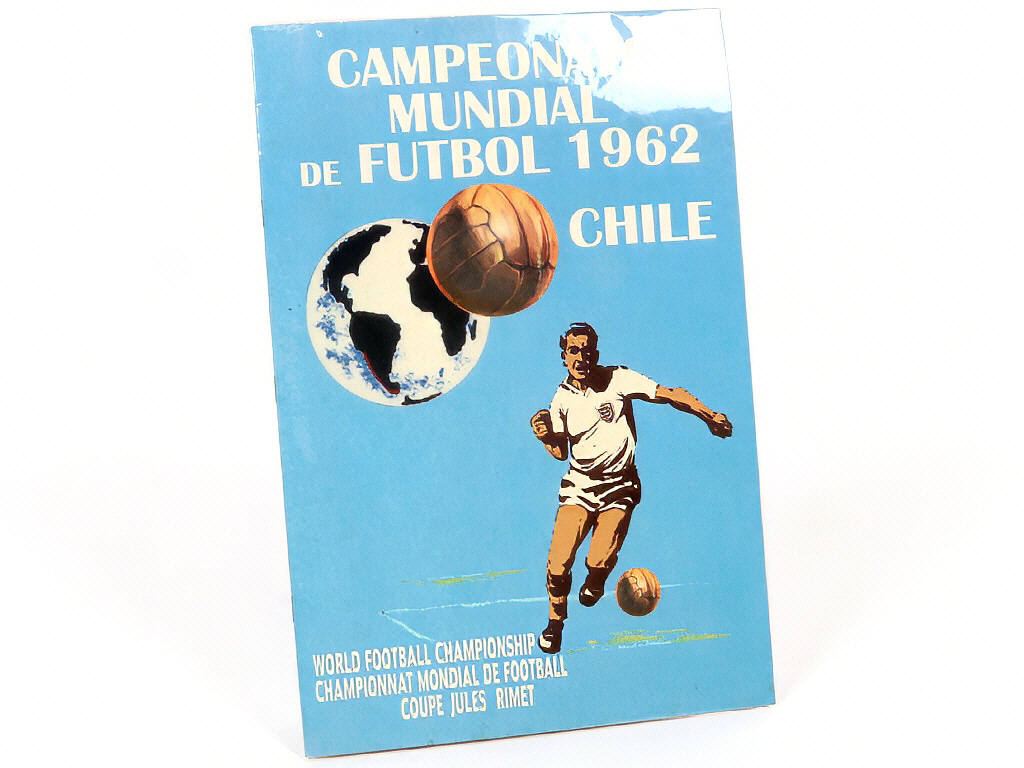 CAMPEONA
MUNDIAL
DE FUTBOL 1962
CHILE
WORLD FOOTBALL CHAMPIONSHIP
CHAMPIONNAT MONDIAL DE FOOTBALL
COUPE JULES RIMET